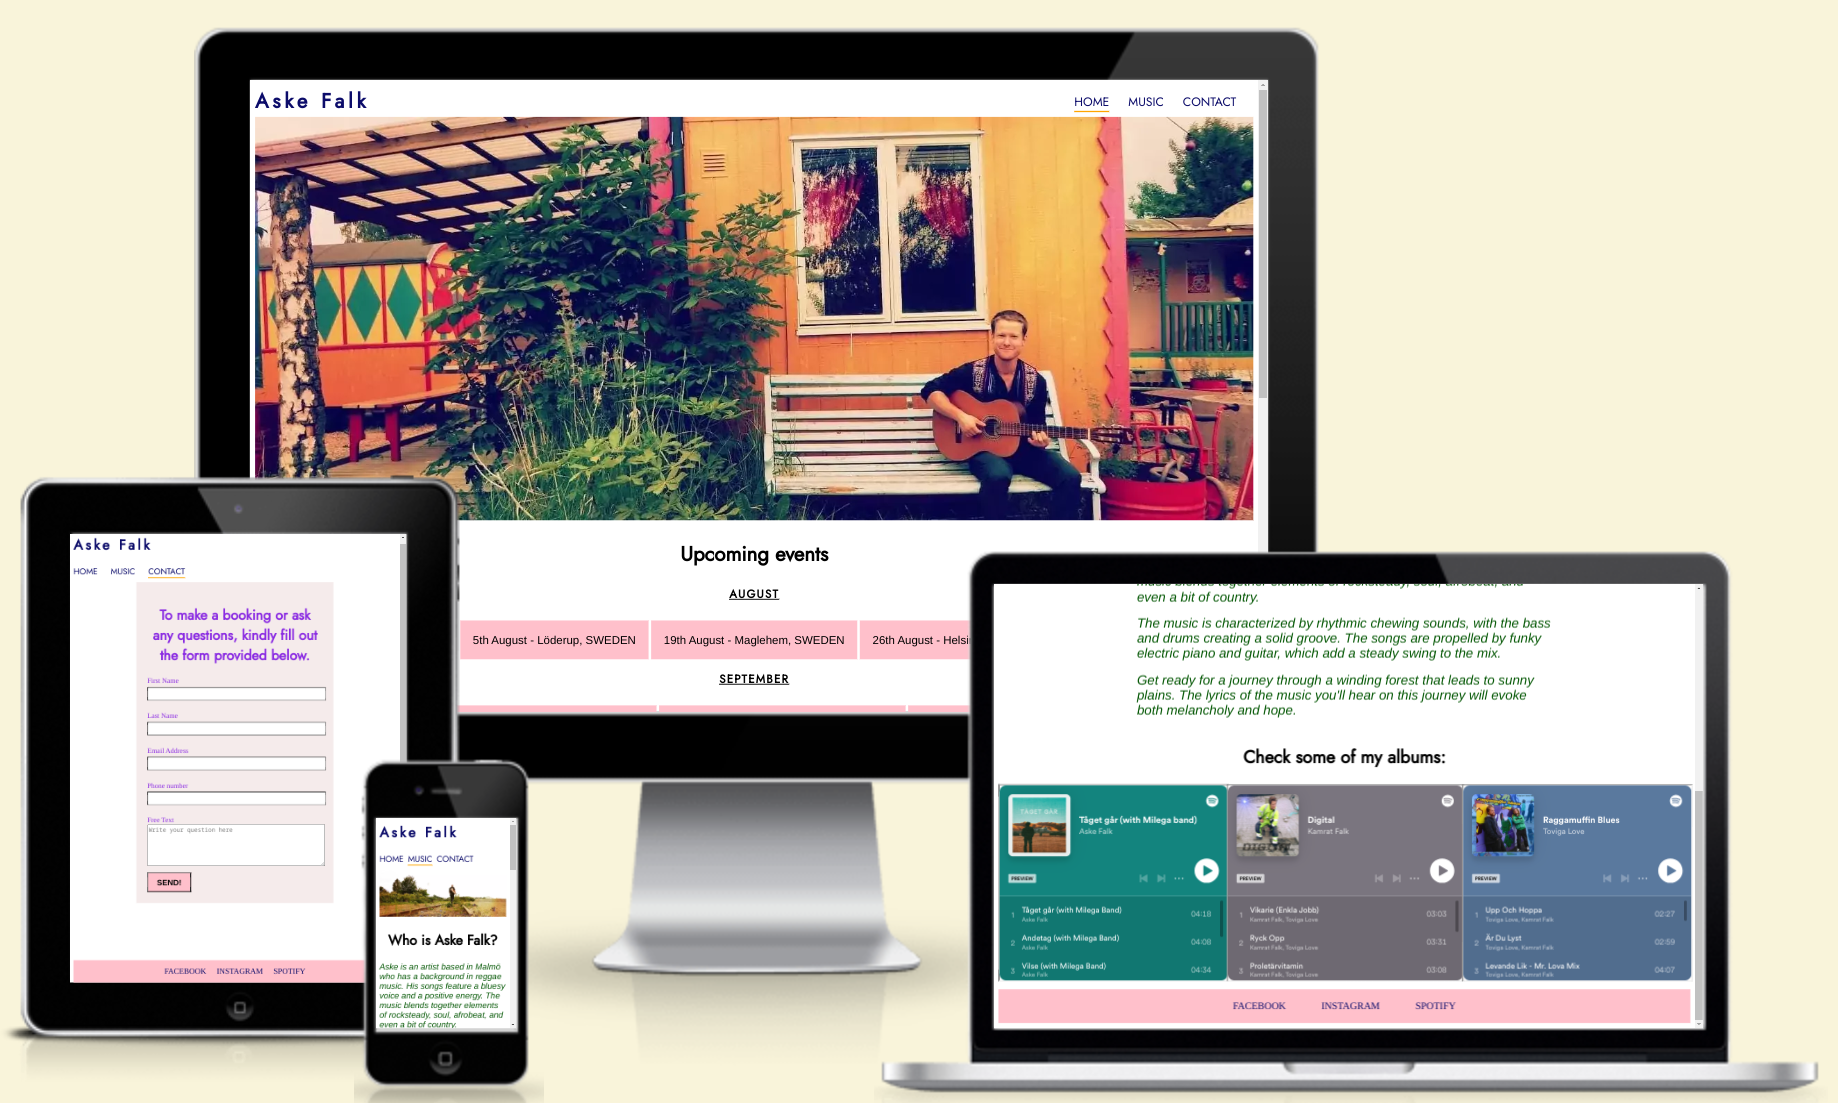 Aske Falk
HOME MUSIC CONTACT
Upcoming events
AUGUST
5th August - Löderup, SWEDEN
19th August - Maglehem, SWEDEN
26th August - Helsi
SEPTEMBER
Aske Falk
HOME MUSIC CONTACT
To make a booking or ask
any questions, kindly fill out
the form provided below.
First Name
Last Name
Email Address
Phone number
Free Text
Write your question here
SEND!
FACEBOOK INSTAGRAM SPOTIFY
Aske Falk
HOME MUSIC CONTACT
Who is Aske Falk?
Aske is an artist based in Malmö
who has a background in reggae
music. His songs feature a bluesy
voice and a positive energy. The
music blends together elements
of rocksteady, soul, afrobeat, and
even a bit of country.
music blends together elements of rocksteady, soul, afrobeat, and
even a bit of country.
The music is characterized by rhythmic chewing sounds, with the bass
and drums creating a solid groove. The songs are propelled by funky
electric piano and guitar, which add a steady swing to the mix.
Get ready for a journey through a winding forest that leads to sunny
plains. The lyrics of the music you'll hear on this journey will evoke
both melancholy and hope.
Check some of my albums:
TÅGET GÅR
Tåget går (with Milega band)
Aske Falk
PREVIEW
1 Tåget går (with Milega Band) 04:18
Aske Falk
2 Andetag (with Milega Band) 04:08
Aske Falk
3 Vilse (with Milega Band) 04:34
Aske Falk
DIGITAL
Digital
Kamrat Falk
PREVIEW
1 Vikarie (Enkla Jobb) 03:03
Kamrat Falk, Toviga Love
2 Ryck Opp 03:31
Kamrat Falk, Toviga Love
3 Proletärvitamin 03:08
Kamrat Falk, Toviga Love
Raggamuffin Blues
Toviga Love
PREVIEW
1 Upp Och Hoppa 02:27
Toviga Love, Kamrat Falk
2 Är Du Lyst 02:59
Toviga Love, Kamrat Falk
3 Levande Lik - Mr. Lova Mix 04:07
Toviga Love, Kamrat Falk
FACEBOOK INSTAGRAM SPOTIFY